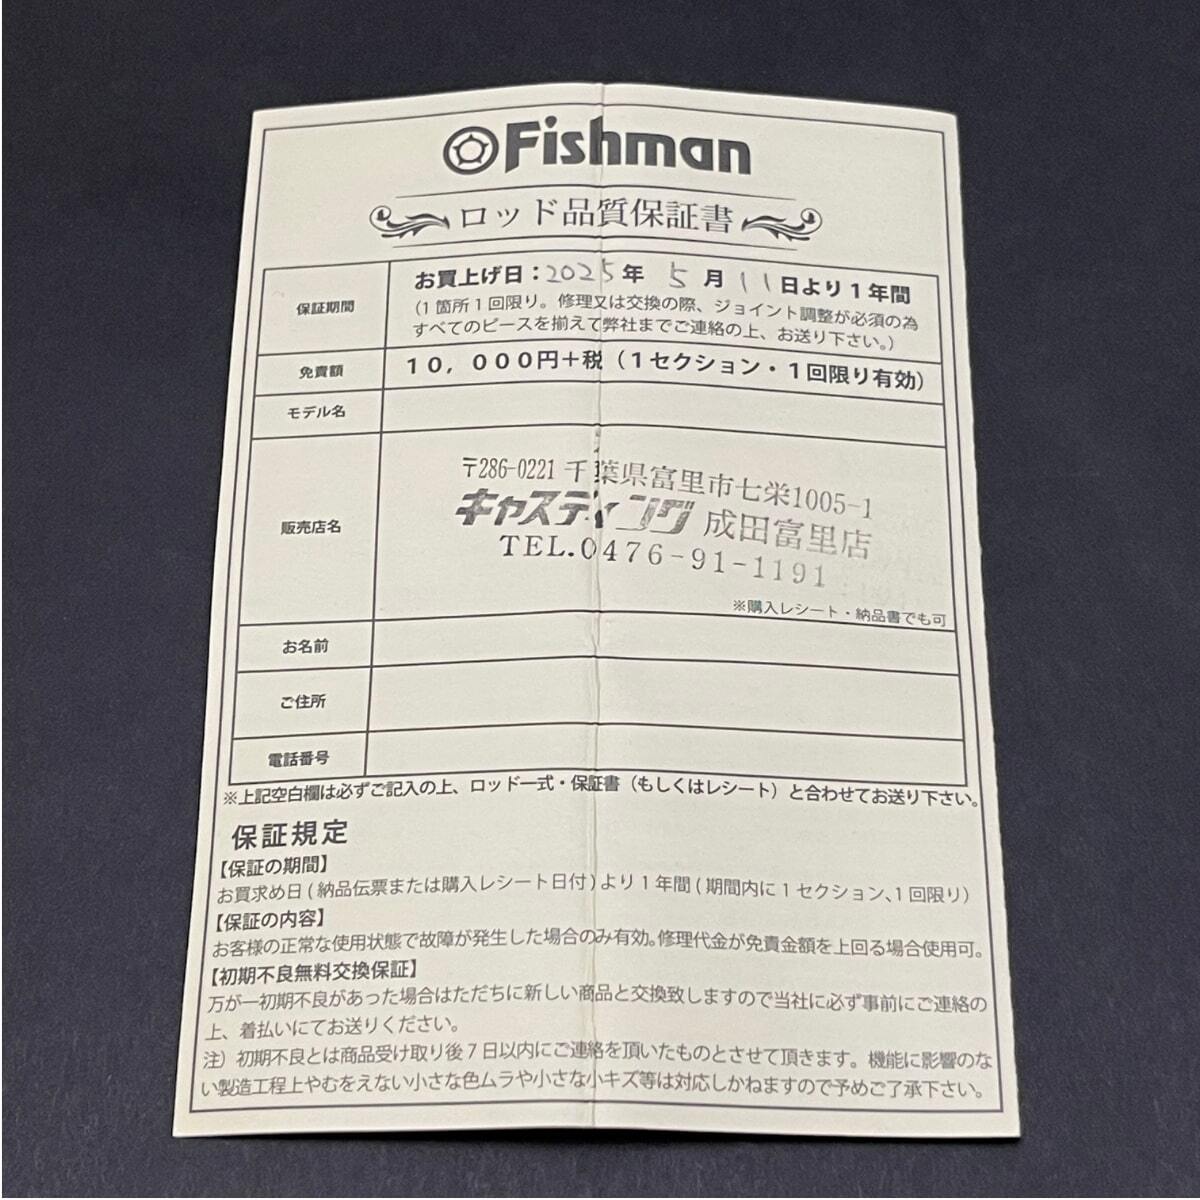 Fishman
ロッド品質保証書
保証期間
お買上げ日：2025年 5月 11日より1年間
(1箇所1回限り。修理又は交換の際、ジョイント調整が必須の為
すべてのピースを揃えて弊社までご連絡の上、お送り下さい。)
免責額
10，000円＋税（1セクション・1回限り有効）
モデル名
販売店名
〒286-0221 千葉県富里市七栄1005-1
キャスティング 成田富里店
TEL.0476-91-1191
※購入レシート・納品書でも可
お名前
ご住所
電話番号
※上記空白欄は必ずご記入の上、ロッド一式・保証書（もしくはレシート）と合わせてお送り下さい。
保証規定
【保証の期間】
お買求め日(納品伝票または購入レシート日付)より1年間(期間内に1セクション、1回限り)
【保証の内容】
お客様の正常な使用状態で故障が発生した場合のみ有効。修理代金が免責金額を上回る場合使用可。
【初期不良無料交換保証】
万が一初期不良があった場合はただちに新しい商品と交換致しますので当社に必ず事前にご連絡の
上、着払いにてお送りください。
注）初期不良とは商品受け取り後7日以内にご連絡を頂いたものとさせて頂きます。機能に影響のな
い製造工程上やむをえない小さな色ムラや小さな小キズ等は対応しかねますので予めご了承下さい。